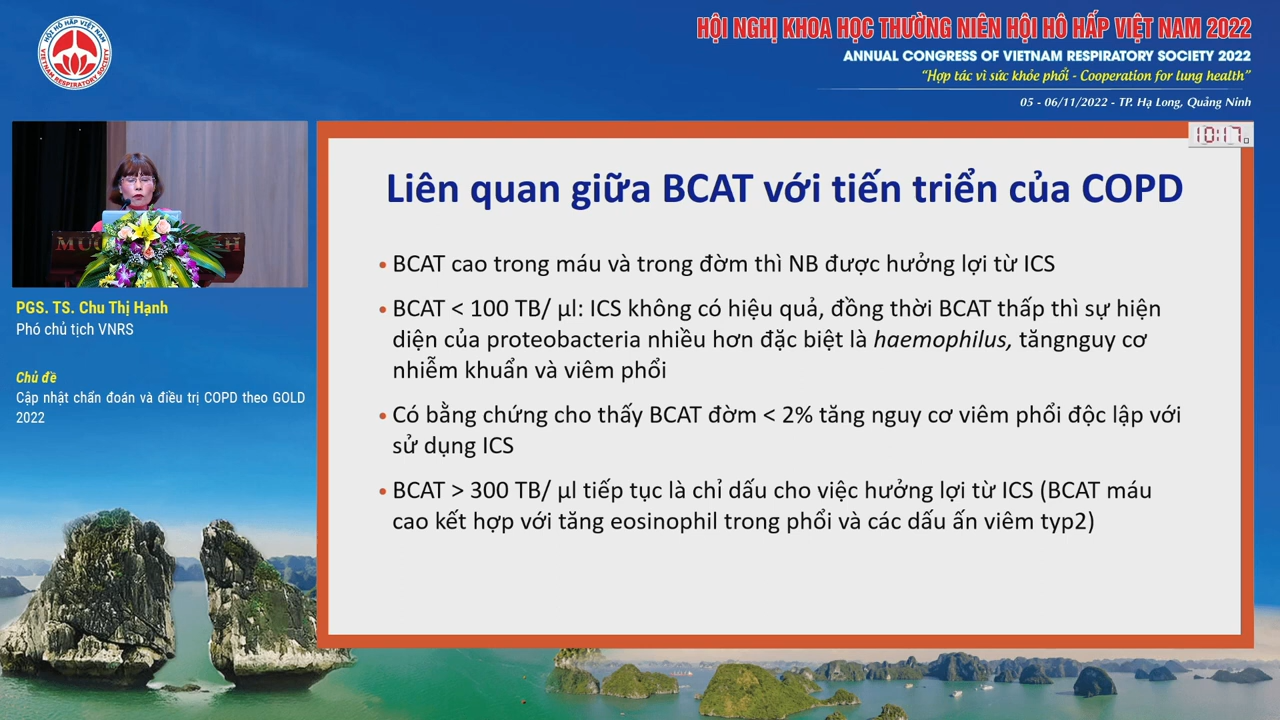 HỘI HÔ HẤP VIỆT NAM
VIETNAM RESPIRATORY SOCIETY
HỘI NGHỊ KHOA HỌC THƯỜNG NIÊN HỘI HÔ HẤP VIỆT NAM 2022
ANNUAL CONGRESS OF VIETNAM RESPIRATORY SOCIETY 2022
“Hợp tác vì sức khỏe phổi - Cooperation for lung health”
05 - 06/11/2022 - TP. Hạ Long, Quảng Ninh
10:17
PGS. TS. Chu Thị Hạnh
Phó chủ tịch VNRS
Chủ đề
Cập nhật chẩn đoán và điều trị COPD theo GOLD
2022
Liên quan giữa BCAT với tiến triển của COPD
• BCAT cao trong máu và trong đờm thì NB được hưởng lợi từ ICS
• BCAT < 100 TB/ µl: ICS không có hiệu quả, đồng thời BCAT thấp thì sự hiện
diện của proteobacteria nhiều hơn đặc biệt là haemophilus, tăngnguy cơ
nhiễm khuẩn và viêm phổi
• Có bằng chứng cho thấy BCAT đờm < 2% tăng nguy cơ viêm phổi độc lập với
sử dụng ICS
• BCAT > 300 TB/ µl tiếp tục là chỉ dấu cho việc hưởng lợi từ ICS (BCAT máu
cao kết hợp với tăng eosinophil trong phổi và các dấu ấn viêm typ2)